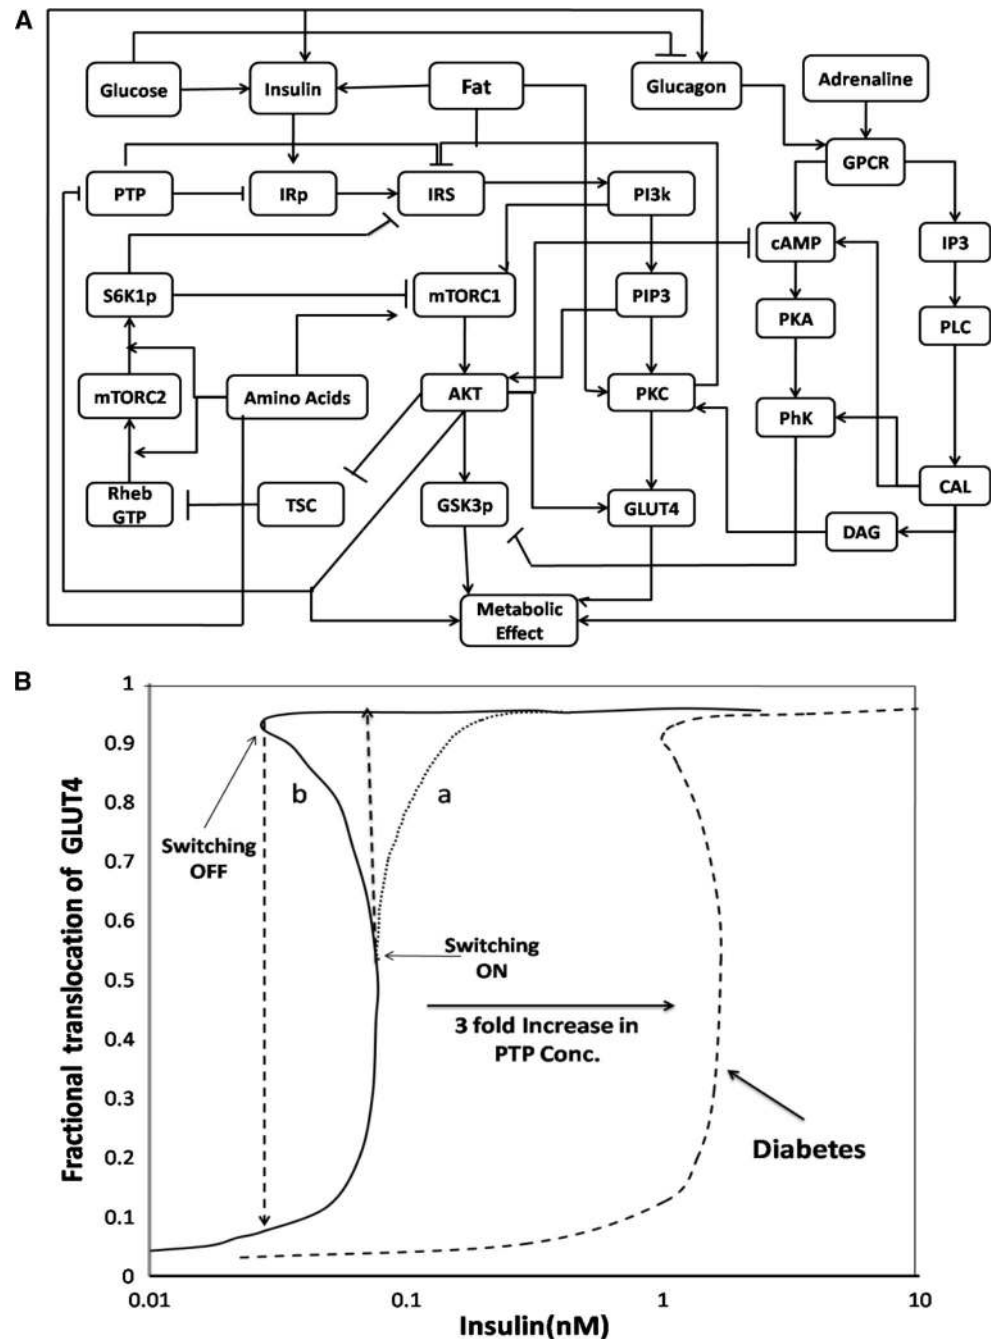 A
Glucose
Insulin
Fat
Glucagon
Adrenaline
PTP
IRp
IRS
PI3k
GPCR
cAMP
IP3
S6K1p
mTORC1
PIP3
PKA
PLC
mTORC2
Amino Acids
AKT
PKC
PhK
Rheb
GTP
TSC
GSK3p
GLUT4
DAG
CAL
Metabolic
Effect
B
Fractional translocation of GLUT4
1
0.9
0.8
0.7
0.6
0.5
0.4
0.3
0.2
0.1
0
b
a
Switching
OFF
Switching
ON
3 fold Increase in
PTP Conc.
Diabetes
0.01
0.1
1
10
Insulin(nM)